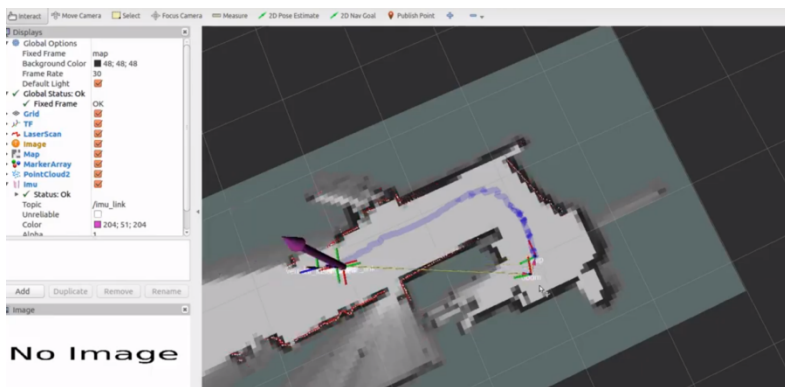 Interact Move Camera Select Focus Camera Measure 2D Pose Estimate 2D Nav Goal Publish Point
Displays
Global Options
Fixed Frame map
Background Color 48; 48; 48
Frame Rate 30
Default Light
Global Status: Ok
Fixed Frame OK
Grid
TF
LaserScan
Image
Map
MarkerArray
PointCloud2
Imu
Status: Ok
Topic /imu_link
Unreliable
Color 204; 51; 204
Alpha 1
Add Duplicate Remove Rename
Image
No Image